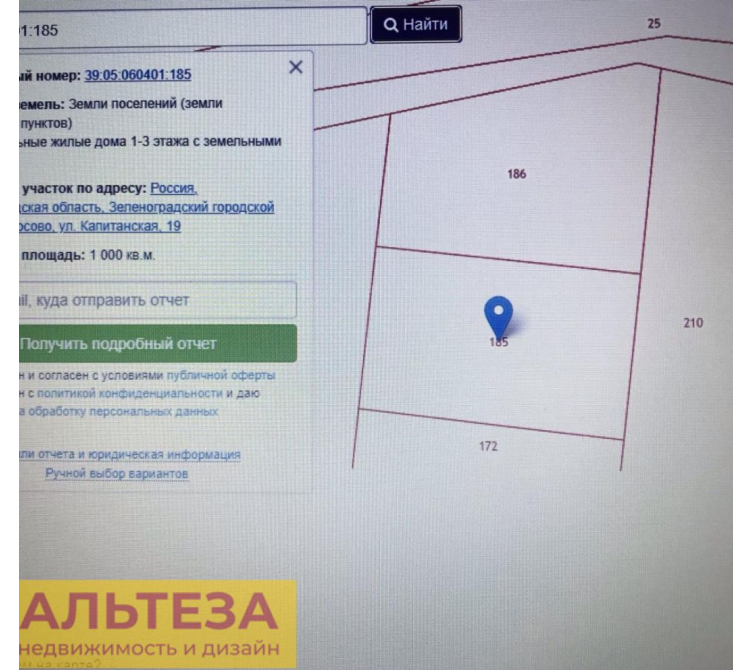 1:185
Найти
ый номер: 39:05:060401:185
емель: Земли поселений (земли
пунктов)
ьные жилые дома 1-3 этажа с земельными
участок по адресу: Россия,
ская область, Зеленоградский городской
осово, ул. Капитанская, 19
площадь: 1 000 кв.м.
il, куда отправить отчет
Получить подробный отчет
н и согласен с условиями публичной оферты
н с политикой конфиденциальности и даю
а обработку персональных данных
ли отчета и юридическая информация
Ручной выбор вариантов
25
186
185
210
172
АЛЬТЕЗА
недвижимость и дизайн
м на карте?